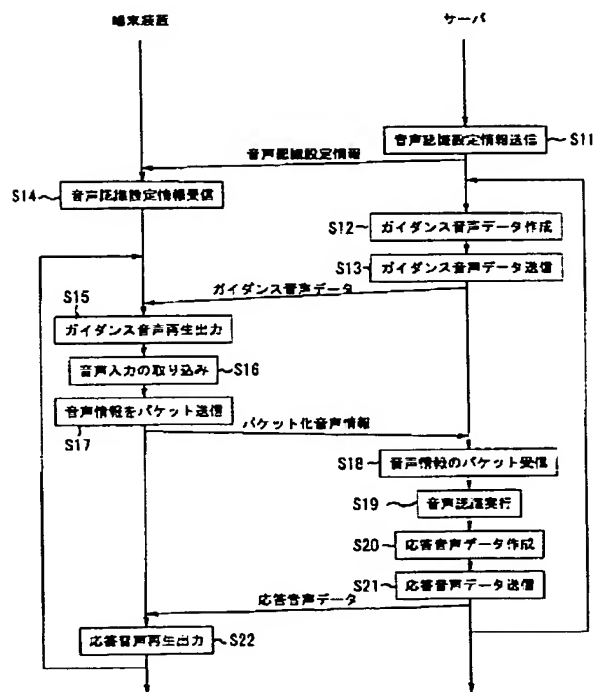 端末装置
サーバ
音声認識設定情報送信
S11
音声認識設定情報
S14
音声認識設定情報受信
S12
ガイダンス音声データ作成
S13
ガイダンス音声データ送信
ガイダンス音声データ
S15
ガイダンス音声再生出力
音声入力の取り込み
S16
音声情報をパケット送信
S17
パケット化音声情報
S18
音声情報のパケット受信
S19
音声認識実行
S20
応答音声データ作成
S21
応答音声データ送信
応答音声データ
応答音声再生出力
S22